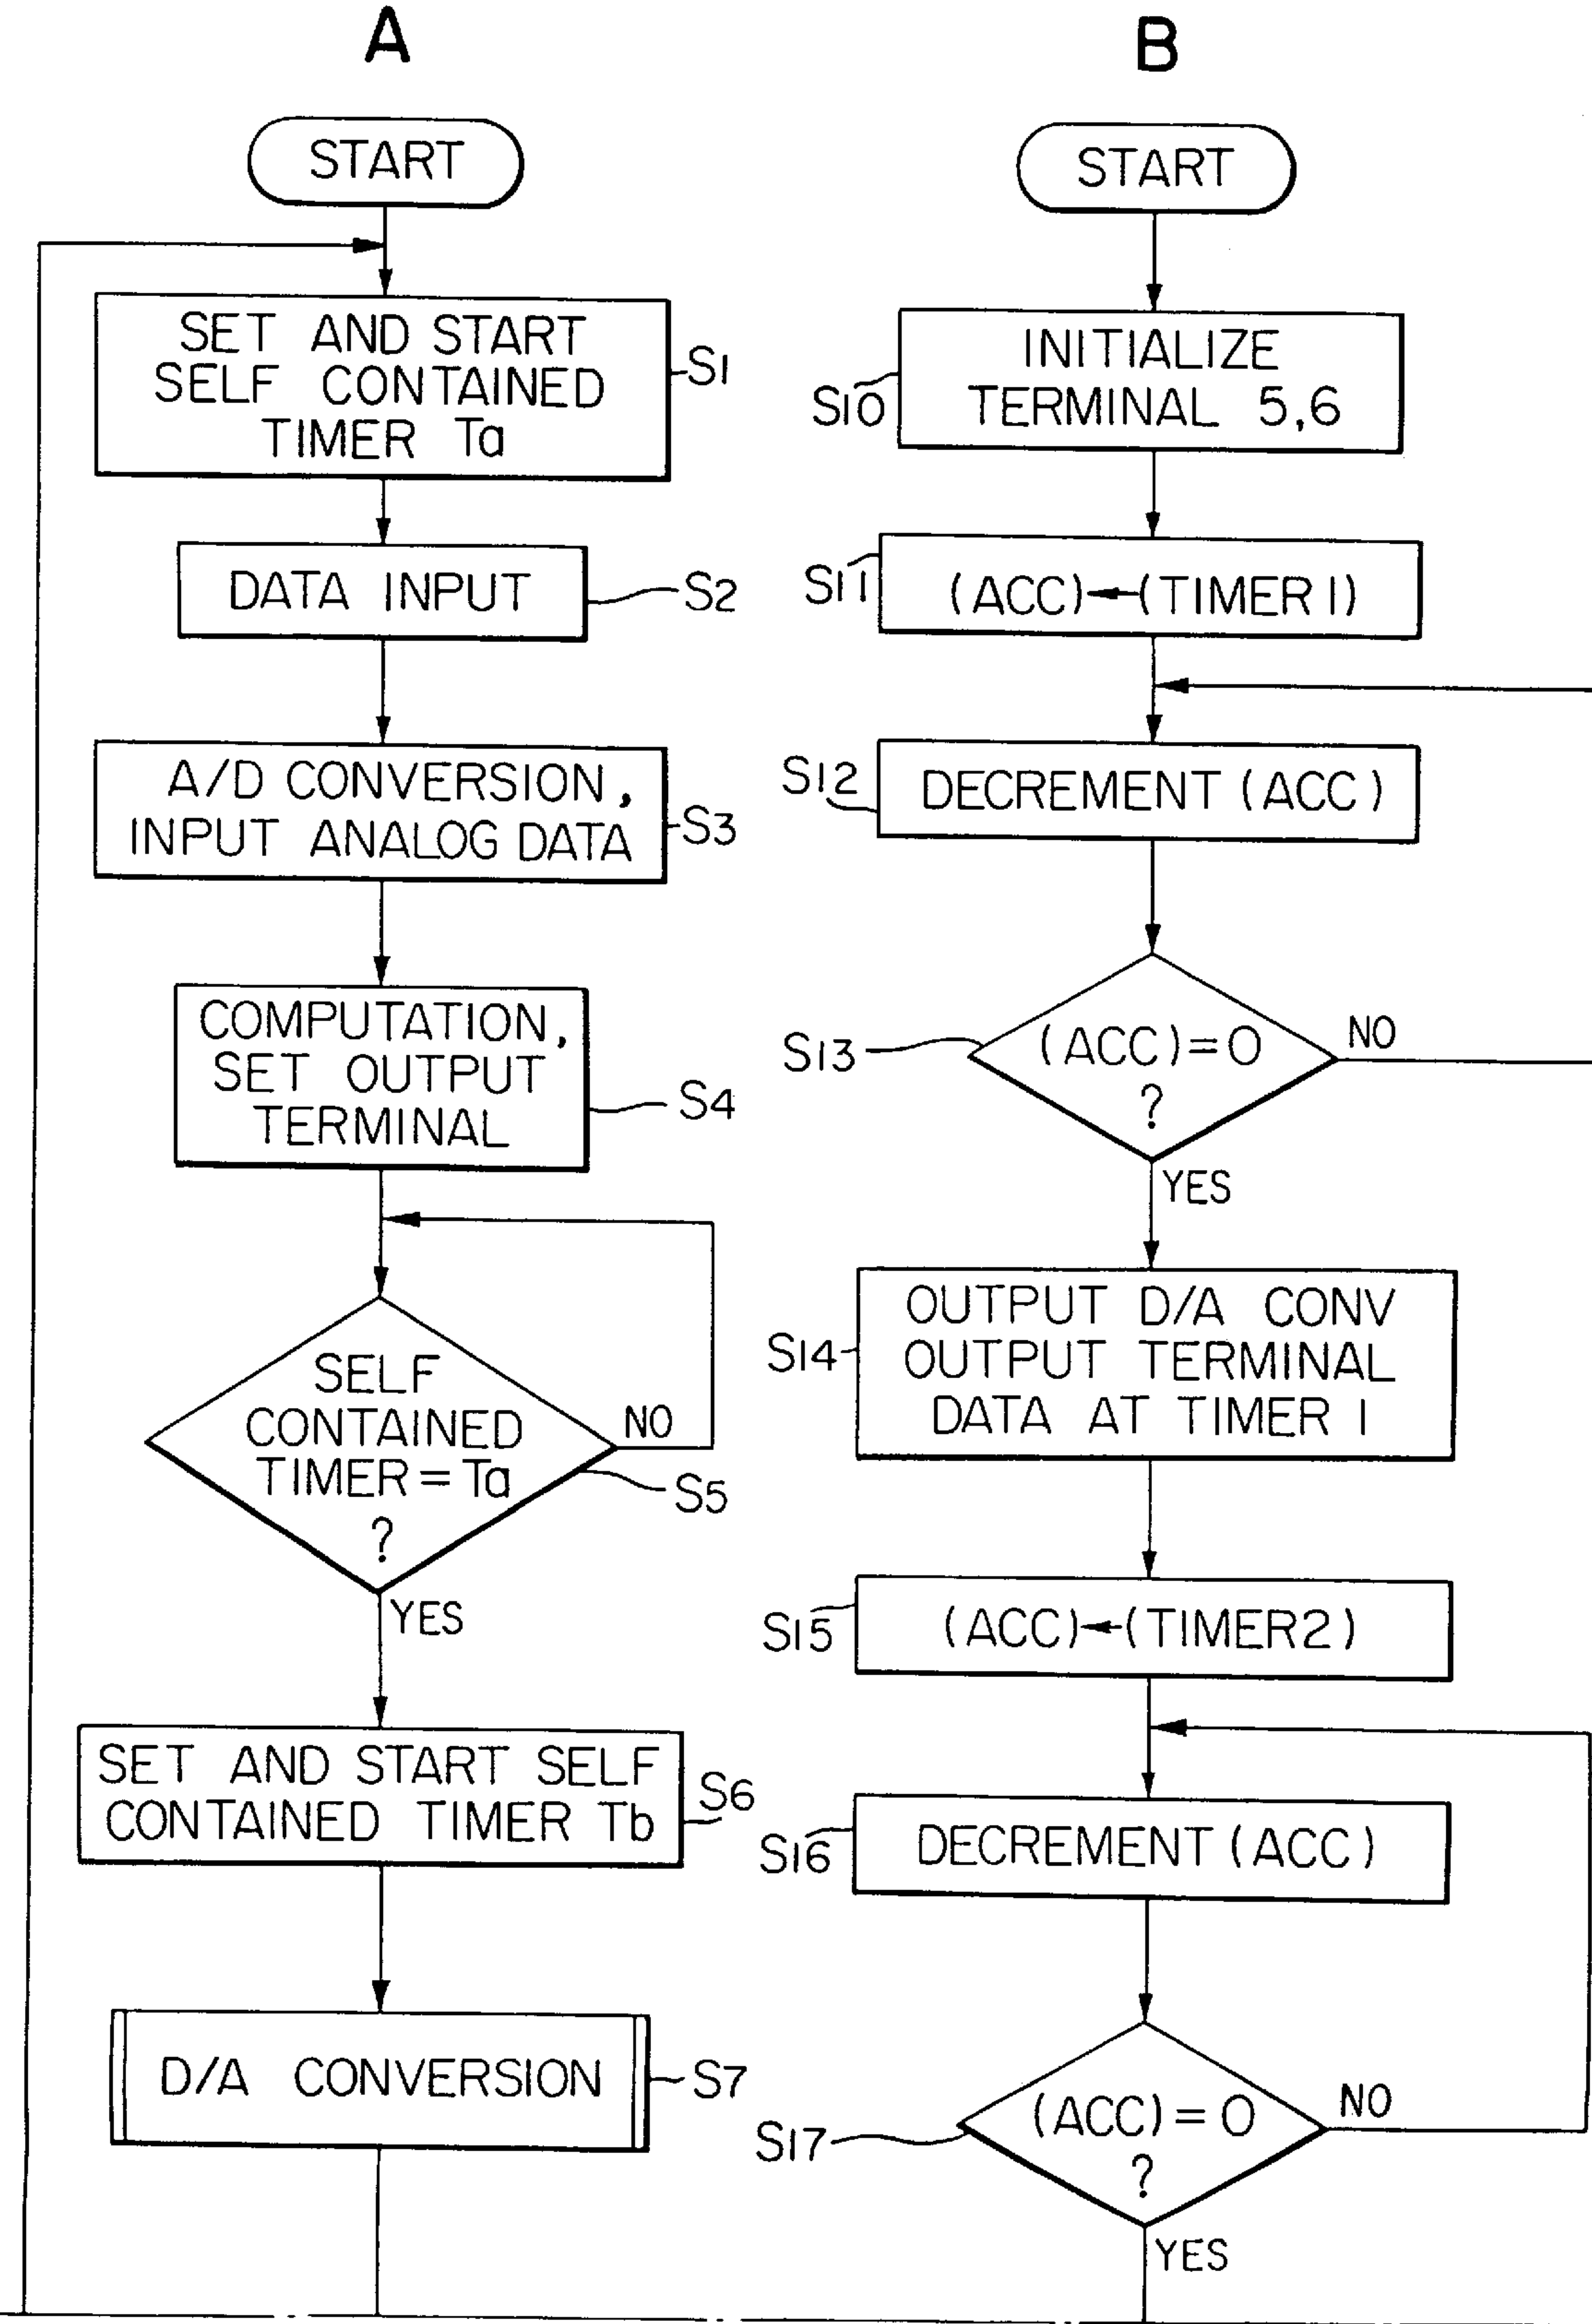 A
START
SET AND START
SELF CONTAINED
TIMER Ta
S1
DATA INPUT
S2
A/D CONVERSION,
INPUT ANALOG DATA
S3
COMPUTATION,
SET OUTPUT
TERMINAL
S4
SELF
CONTAINED
TIMER = Ta
?
NO
S5
YES
SET AND START SELF
CONTAINED TIMER Tb
S6
D/A CONVERSION
S7
B
START
INITIALIZE
TERMINAL 5,6
S10
S11
(ACC)←(TIMER 1)
S12
DECREMENT (ACC)
S13
(ACC)=0
?
NO
YES
OUTPUT D/A CONV
OUTPUT TERMINAL
DATA AT TIMER 1
S14
S15
(ACC)←(TIMER2)
S16
DECREMENT (ACC)
S17
(ACC)=0
?
NO
YES